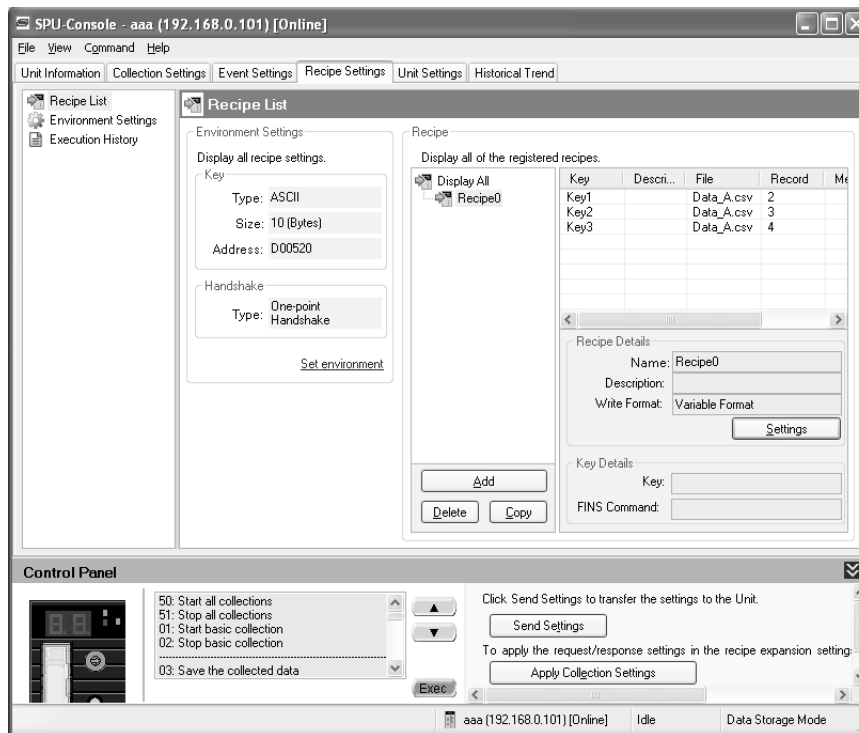 SPU-Console - aaa (192.168.0.101) [Online]
File View Command Help
Unit Information Collection Settings Event Settings Recipe Settings Unit Settings Historical Trend
Recipe List
Environment Settings
Execution History
Recipe List
Environment Settings
Display all recipe settings.
Key
Type: ASCII
Size: 10 (Bytes)
Address: D00520
Handshake
Type: One-point
Handshake
Set environment
Recipe
Display all of the registered recipes.
Display All
Recipe0
Add
Delete Copy
Key Descri... File Record Me
Key1 Data_A.csv 2
Key2 Data_A.csv 3
Key3 Data_A.csv 4
Recipe Details
Name: Recipe0
Description:
Write Format: Variable Format
Settings
Key Details
Key:
FINS Command:
Control Panel
8.8.
50: Start all collections
51: Stop all collections
01: Start basic collection
02: Stop basic collection
03: Save the collected data
Exec
Click Send Settings to transfer the settings to the Unit.
Send Settings
To apply the request/response settings in the recipe expansion setting
Apply Collection Settings
aaa (192.168.0.101) [Online] Idle Data Storage Mode